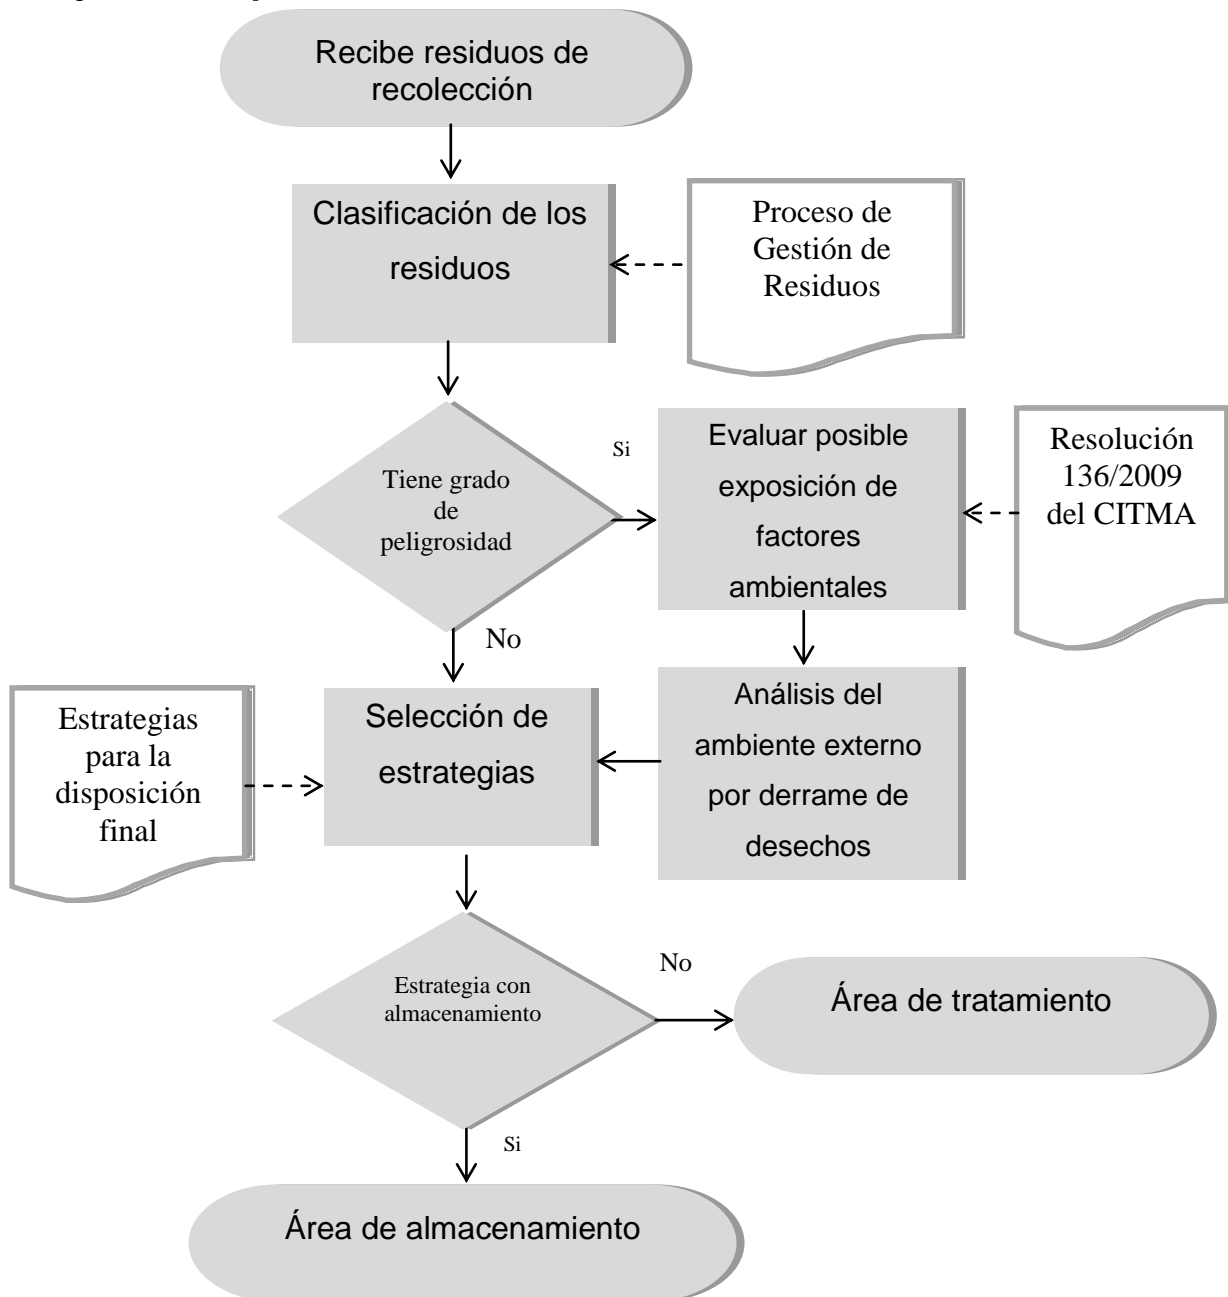 Recibe residuos de
recolección
Clasificación de los
residuos
Proceso de
Gestión de
Residuos
Tiene grado
de
peligrosidad
Si
Evaluar posible
exposición de
factores
ambientales
Resolución
136/2009
del CITMA
No
Estrategias
para la
disposición
final
Selección de
estrategias
Análisis del
ambiente externo
por derrame de
desechos
Estrategia con
almacenamiento
No
Área de tratamiento
Si
Área de almacenamiento